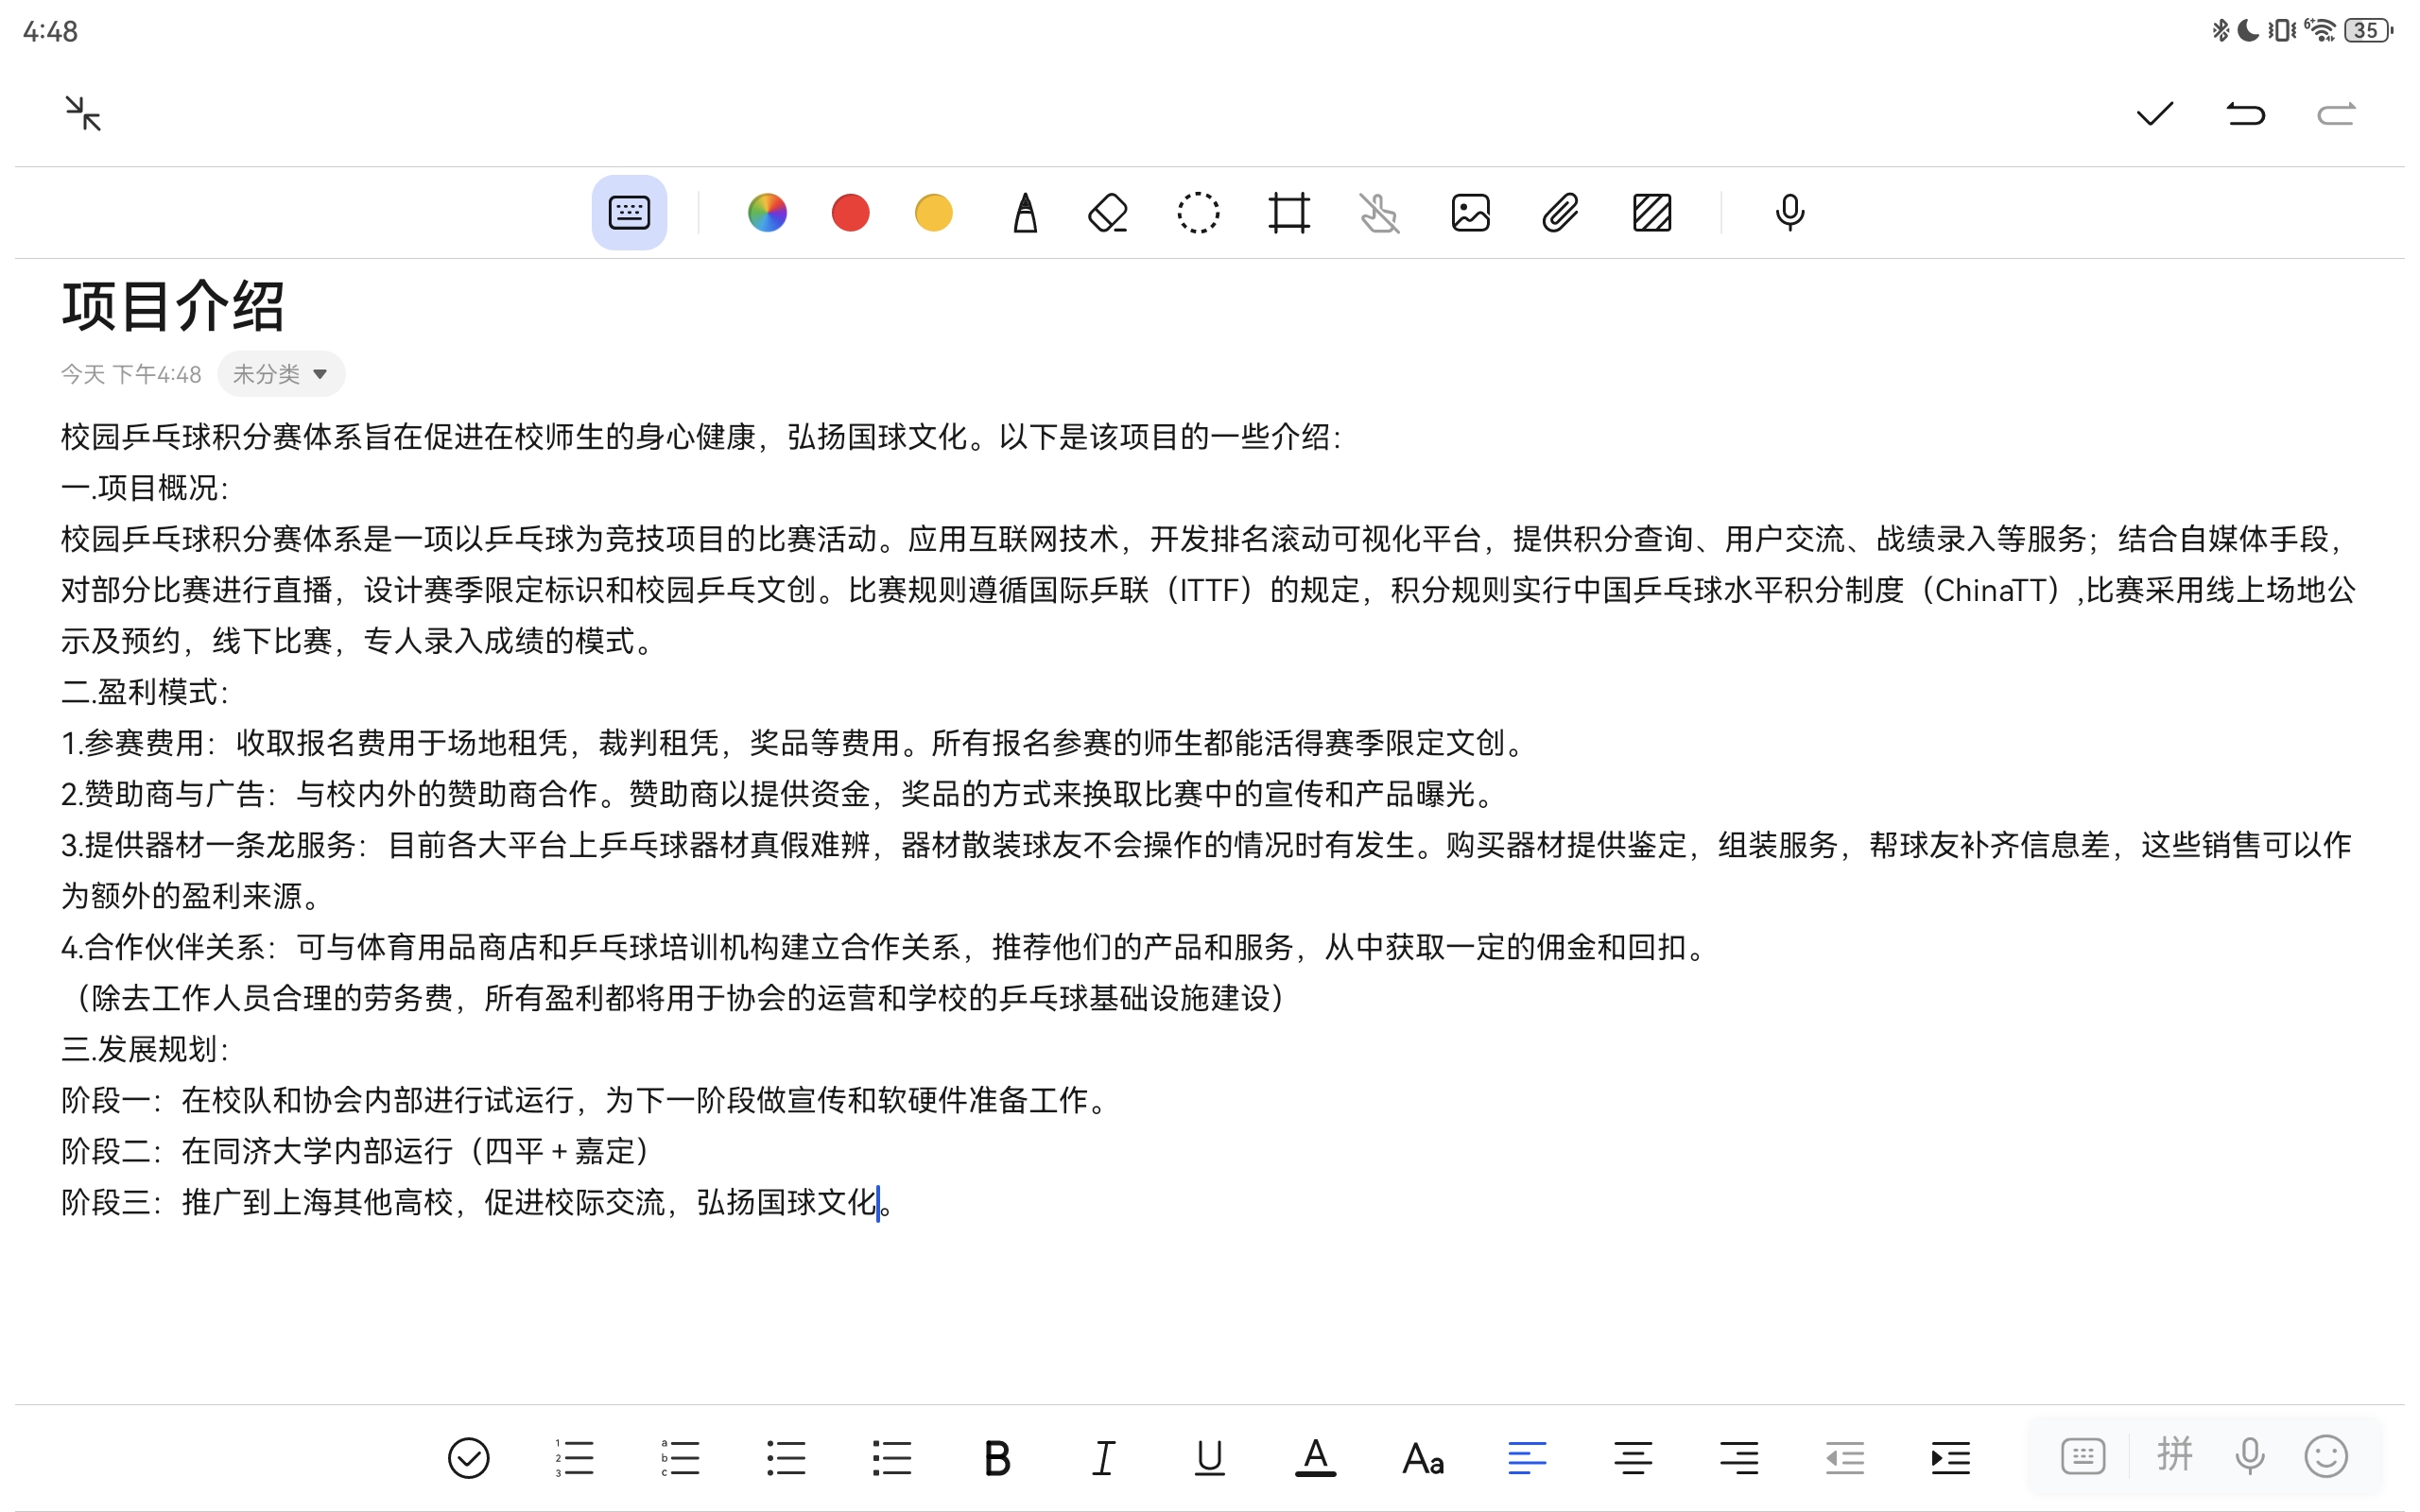 4:48
6+
35
项目介绍
今天 下午4:48 未分类
校园乒乓球积分赛体系旨在促进在校师生的身心健康，弘扬国球文化。以下是该项目的一些介绍：
一.项目概况：
校园乒乓球积分赛体系是一项以乒乓球为竞技项目的比赛活动。应用互联网技术，开发排名滚动可视化平台，提供积分查询、用户交流、战绩录入等服务；结合自媒体手段，
对部分比赛进行直播，设计赛季限定标识和校园乒乓文创。比赛规则遵循国际乒联（ITTF）的规定，积分规则实行中国乒乓球水平积分制度（ChinaTT）,比赛采用线上场地公
示及预约，线下比赛，专人录入成绩的模式。
二.盈利模式：
1.参赛费用：收取报名费用于场地租凭，裁判租凭，奖品等费用。所有报名参赛的师生都能活得赛季限定文创。
2.赞助商与广告：与校内外的赞助商合作。赞助商以提供资金，奖品的方式来换取比赛中的宣传和产品曝光。
3.提供器材一条龙服务：目前各大平台上乒乓球器材真假难辨，器材散装球友不会操作的情况时有发生。购买器材提供鉴定，组装服务，帮球友补齐信息差，这些销售可以作
为额外的盈利来源。
4.合作伙伴关系：可与体育用品商店和乒乓球培训机构建立合作关系，推荐他们的产品和服务，从中获取一定的佣金和回扣。
（除去工作人员合理的劳务费，所有盈利都将用于协会的运营和学校的乒乓球基础设施建设）
三.发展规划：
阶段一：在校队和协会内部进行试运行，为下一阶段做宣传和软硬件准备工作。
阶段二：在同济大学内部运行（四平 + 嘉定）
阶段三：推广到上海其他高校，促进校际交流，弘扬国球文化。
1 2 3 a b c B I U A Aa 拼